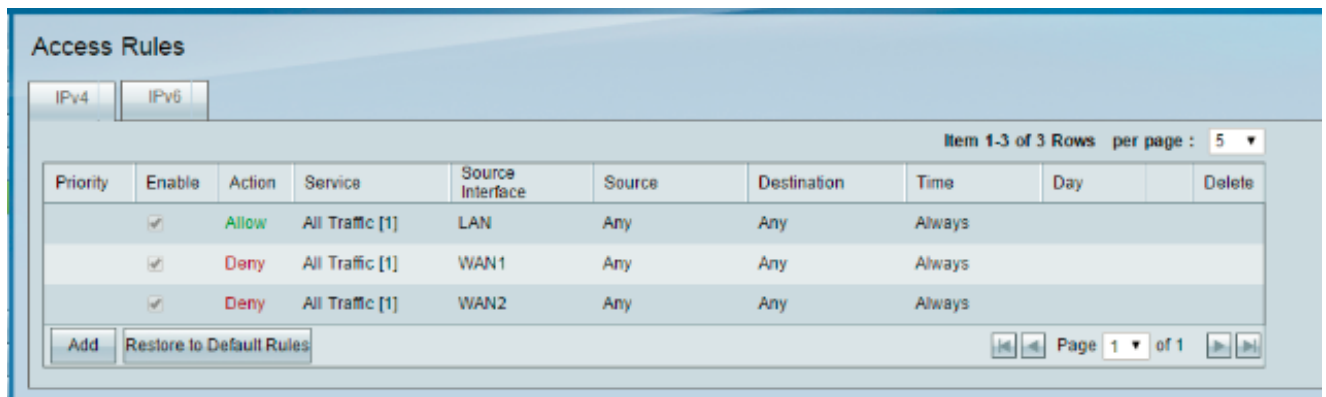 Access Rules
IPv4 IPv6
Item 1-3 of 3 Rows per page : 5
Priority Enable Action Service Source Interface Source Destination Time Day Delete
Allow All Traffic [1] LAN Any Any Always
Deny All Traffic [1] WAN1 Any Any Always
Deny All Traffic [1] WAN2 Any Any Always
Add Restore to Default Rules Page 1 of 1